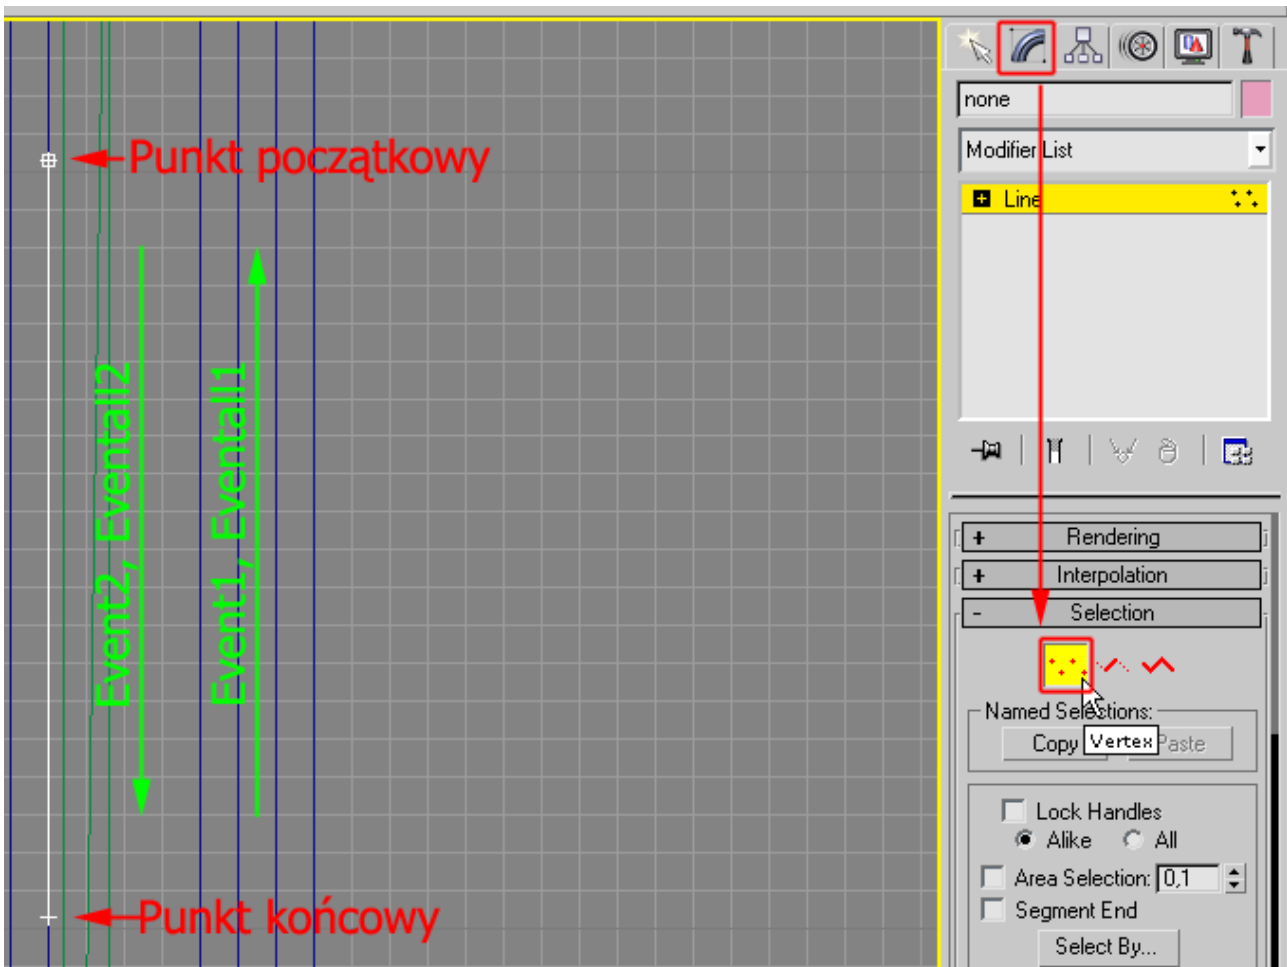 Punkt początkowy
Event2, Eventall2
Event1, Eventall1
Punkt końcowy
none
Modifier List
Line
+ Rendering
+ Interpolation
- Selection
Named Selections:
Copy
Vertex
Paste
Lock Handles
Alike All
Area Selection: 0,1
Segment End
Select By...